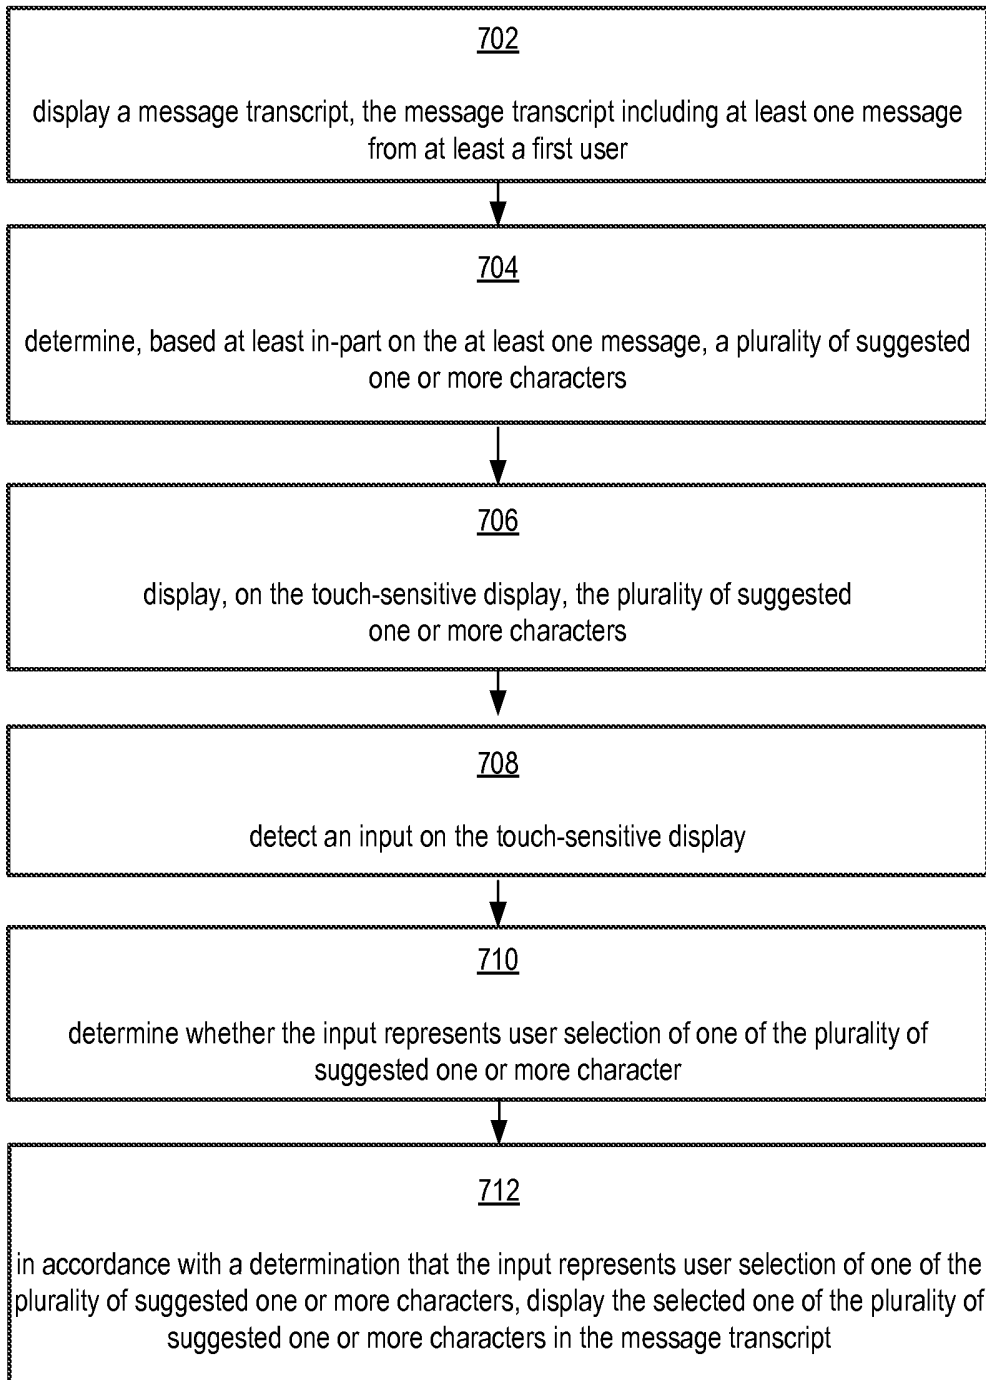 702
display a message transcript, the message transcript including at least one message
from at least a first user
704
determine, based at least in-part on the at least one message, a plurality of suggested
one or more characters
706
display, on the touch-sensitive display, the plurality of suggested
one or more characters
708
detect an input on the touch-sensitive display
710
determine whether the input represents user selection of one of the plurality of
suggested one or more character
712
in accordance with a determination that the input represents user selection of one of the
plurality of suggested one or more characters, display the selected one of the plurality of
suggested one or more characters in the message transcript